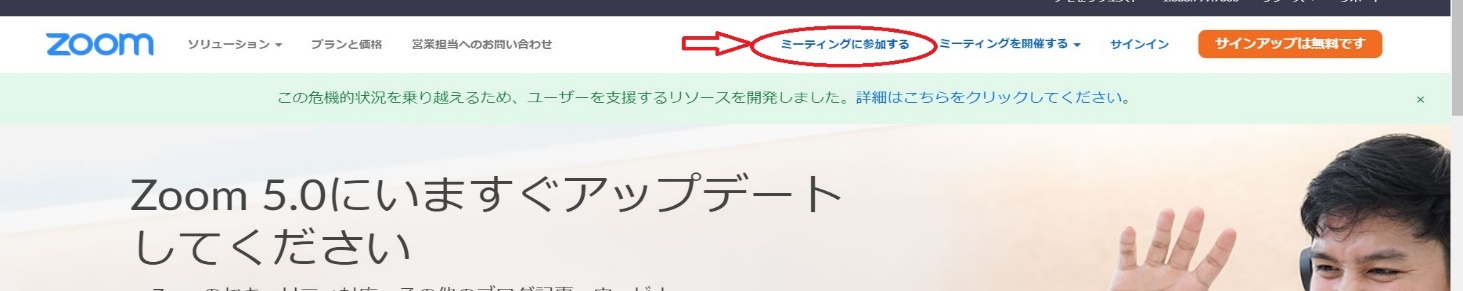 zoom ソリューション プランと価格 営業担当へのお問い合わせ ミーティングに参加する ミーティングを開催する サインイン サインアップは無料です
この危機的状況を乗り越えるため、ユーザーを支援するリソースを開発しました。詳細はこちらをクリックしてください。 ×
Zoom 5.0にいますぐアップデート
してください